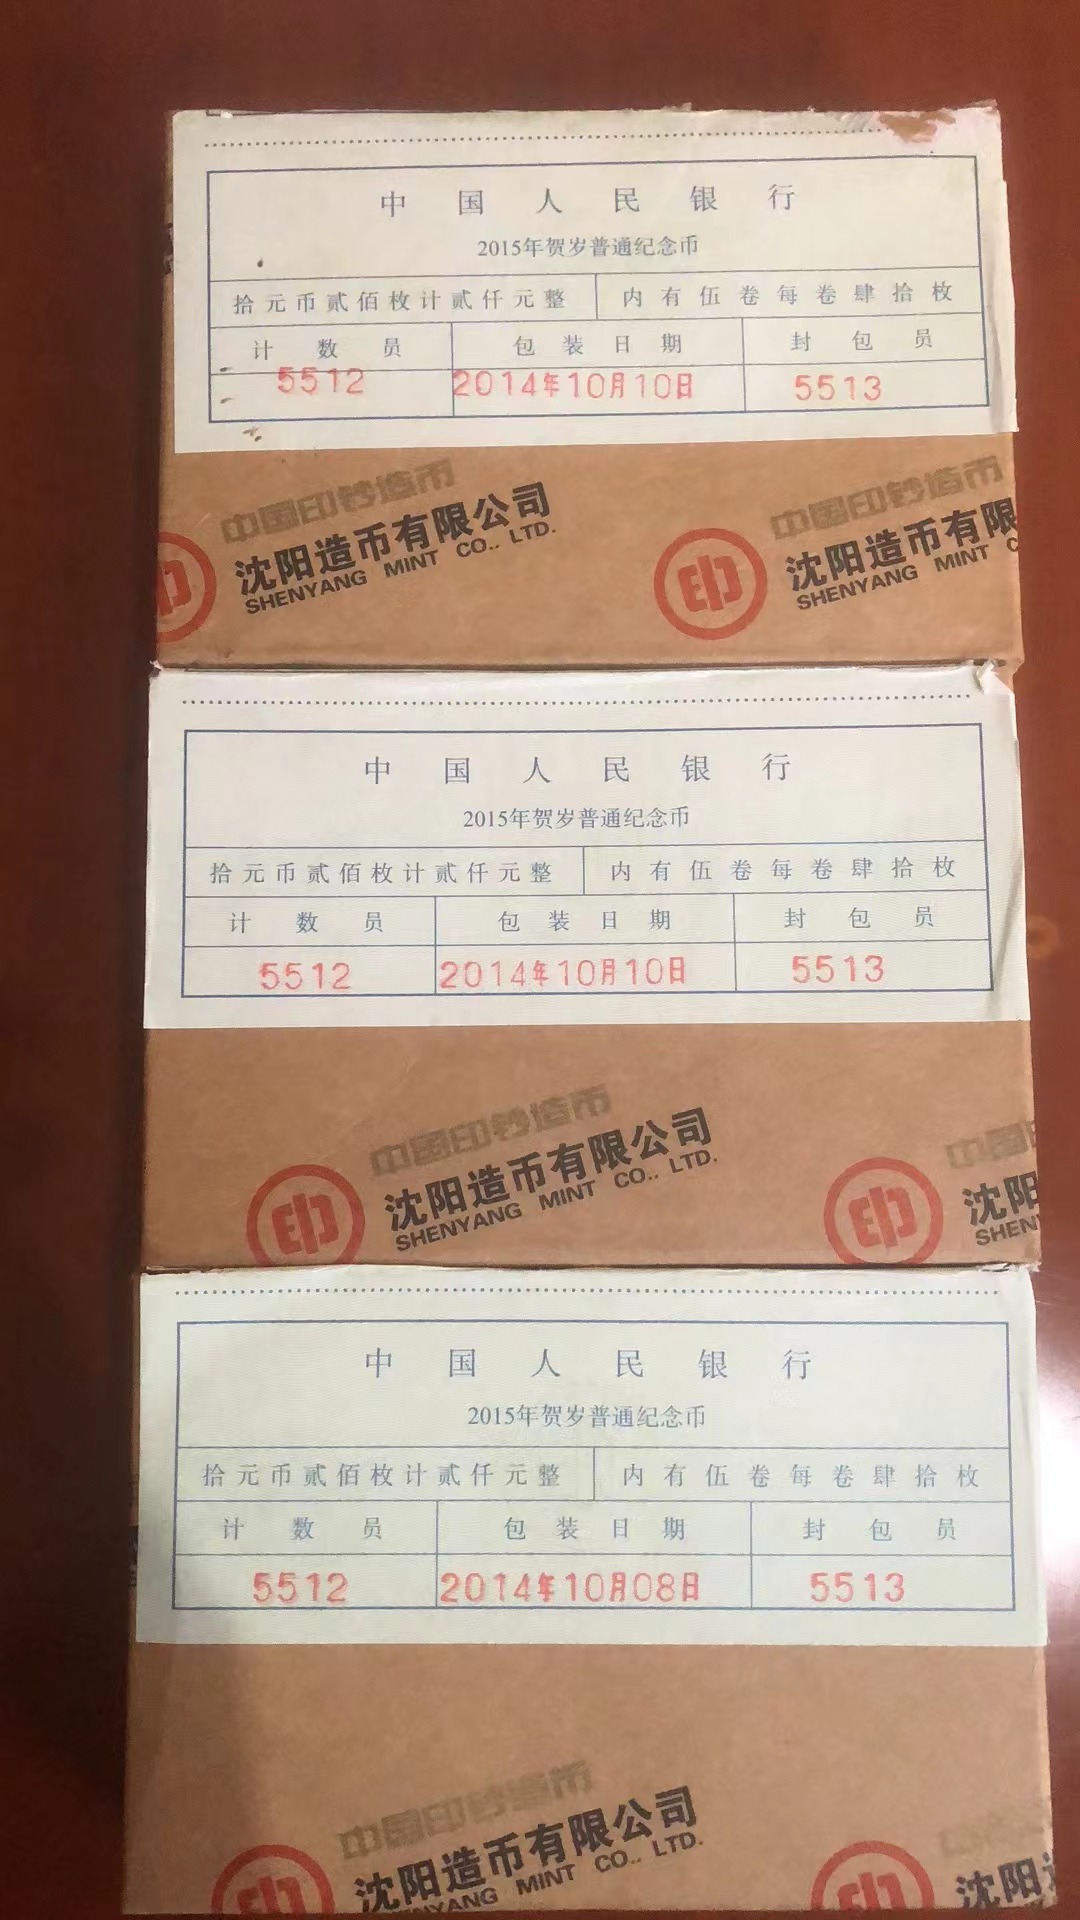 中国人民银行
2015年贺岁普通纪念币
拾元币贰佰枚计贰仟元整 内有伍卷每卷肆拾枚
计数员 包装日期 封包员
5512 2014年10月10日 5513
中国印钞造币 中国印钞造币
沈阳造币有限公司 沈阳造币有限
SHENYANG MINT CO.. LTD. SHENYANG MINT C
中国人民银行
2015年贺岁普通纪念币
拾元币贰佰枚计贰仟元整 内有伍卷每卷肆拾枚
计数员 包装日期 封包员
5512 2014年10月10日 5513
中国印钞造币 中国印
沈阳造币有限公司 沈阳
SHENYANG MINT CO.. LTD. SHENY
中国人民银行
2015年贺岁普通纪念币
拾元币贰佰枚计贰仟元整 内有伍卷每卷肆拾枚
计数员 包装日期 封包员
5512 2014年10月08日 5513
中国印钞造币 中国
沈阳造币有限公司 沈阳
YANG MINT CO.. LTD.